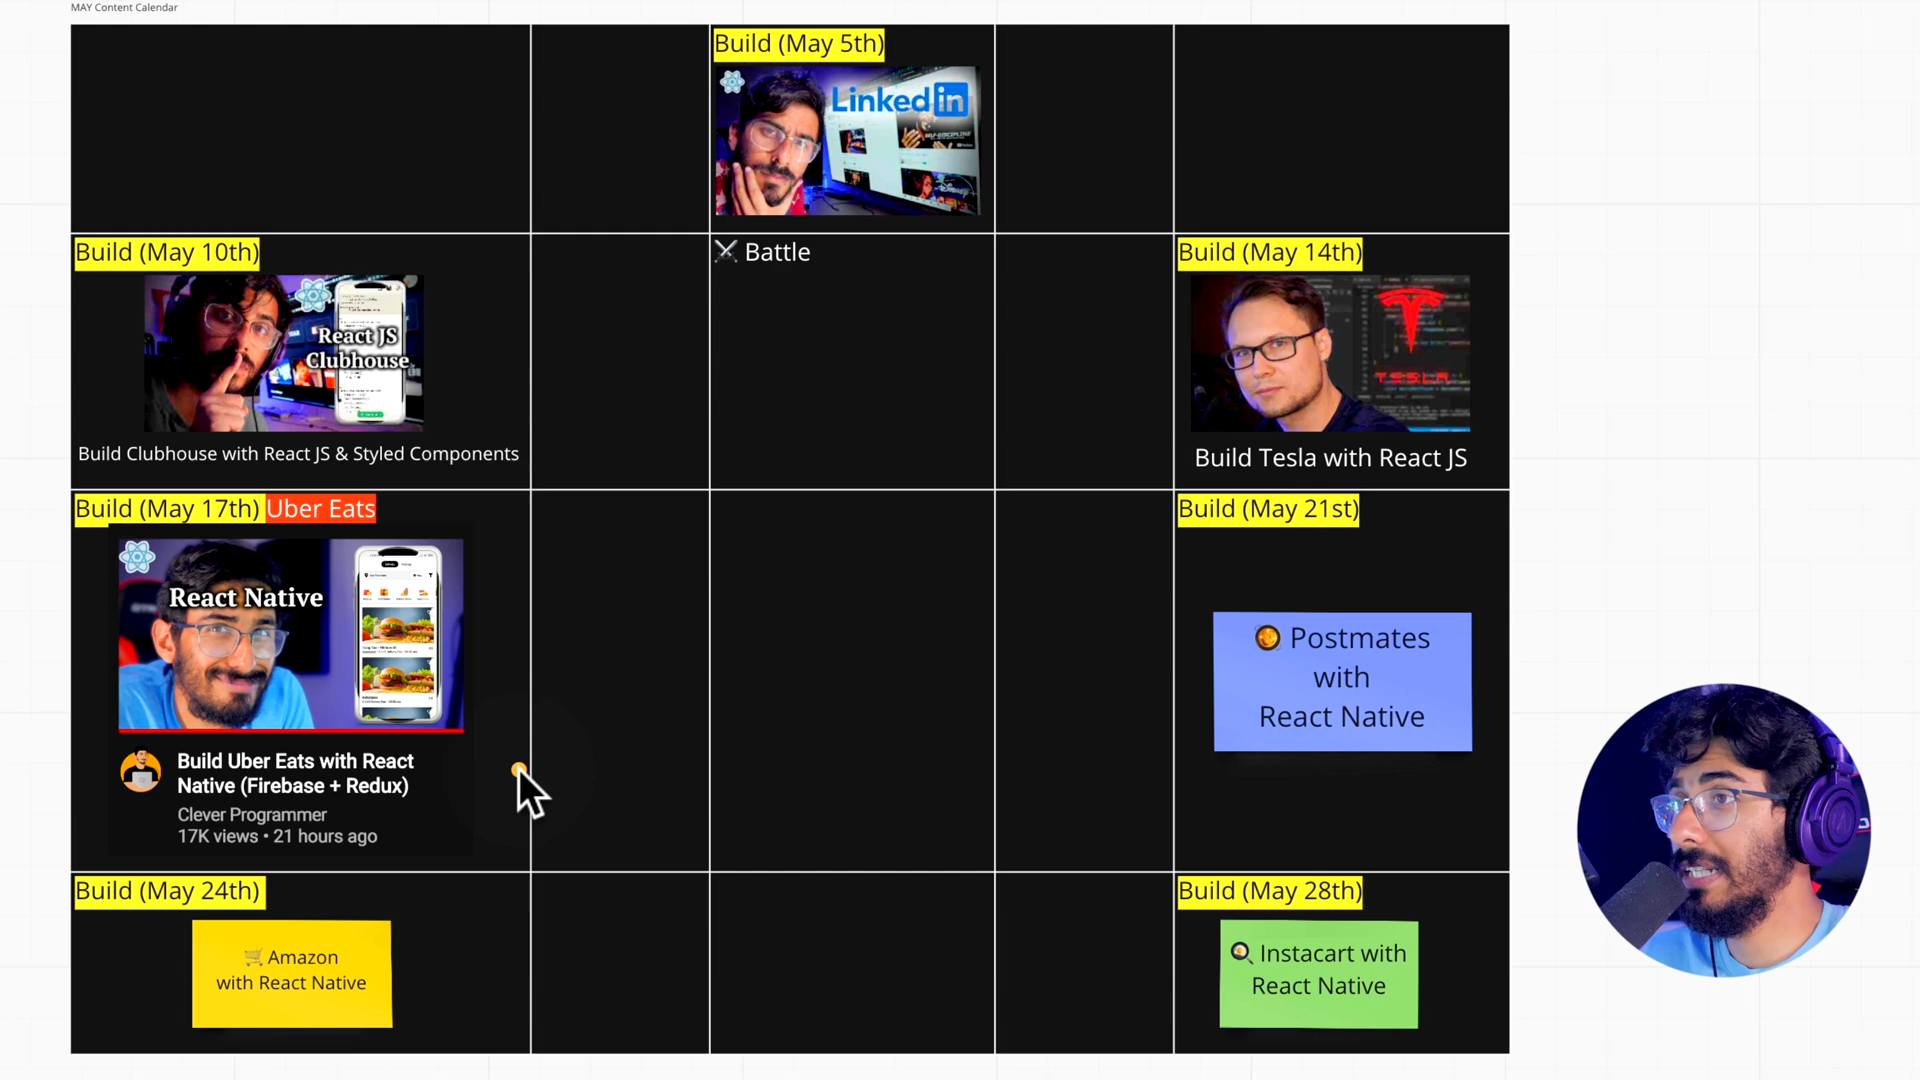 MAY Content Calendar
Build (May 5th)
Linkedin
Build (May 10th)
React JS
Clubhouse
Build Clubhouse with React JS & Styled Components
⚔ Battle
Build (May 14th)
TESLA
Build Tesla with React JS
Build (May 17th) Uber Eats
React Native
Build Uber Eats with React
Native (Firebase + Redux)
Clever Programmer
17K views • 21 hours ago
Build (May 21st)
🥘 Postmates
with
React Native
Build (May 24th)
🛒 Amazon
with React Native
Build (May 28th)
🍳 Instacart with
React Native